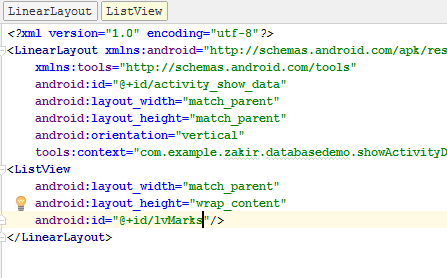 LinearLayout ListView
<?xml version="1.0" encoding="utf-8"?>
<LinearLayout xmlns:android="http://schemas.android.com/apk/res
xmlns:tools="http://schemas.android.com/tools"
android:id="@+id/activity_show_data"
android:layout_width="match_parent"
android:layout_height="match_parent"
android:orientation="vertical"
tools:context="com.example.zakir.databasedemo.showActivityD
<ListView
android:layout_width="match_parent"
android:layout_height="wrap_content"
android:id="@+id/lvMarks"/>
</LinearLayout>